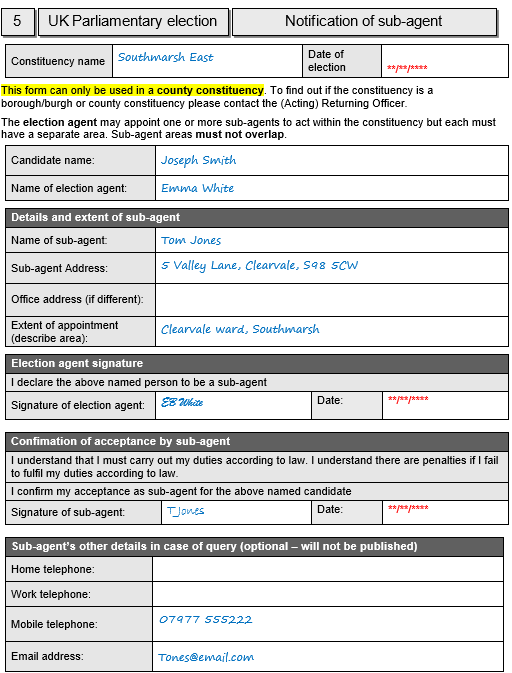 5 UK Parliamentary election Notification of sub-agent
Constituency name Southmarsh East Date of election **/**/****
This form can only be used in a county constituency. To find out if the constituency is a
borough/burgh or county constituency please contact the (Acting) Returning Officer.
The election agent may appoint one or more sub-agents to act within the constituency but each must
have a separate area. Sub-agent areas must not overlap.
Candidate name: Joseph Smith
Name of election agent: Emma White
Details and extent of sub-agent
Name of sub-agent: Tom Jones
Sub-agent Address: 5 Valley Lane, Clearvale, S98 5CW
Office address (if different):
Extent of appointment (describe area): Clearvale ward, Southmarsh
Election agent signature
I declare the above named person to be a sub-agent
Signature of election agent: EB White Date: **/**/****
Confimation of acceptance by sub-agent
I understand that I must carry out my duties according to law. I understand there are penalties if I fail
to fulfil my duties according to law.
I confirm my acceptance as sub-agent for the above named candidate
Signature of sub-agent: TJones Date: **/**/****
Sub-agent's other details in case of query (optional – will not be published)
Home telephone:
Work telephone:
Mobile telephone: 07977 555222
Email address: Tones@email.com